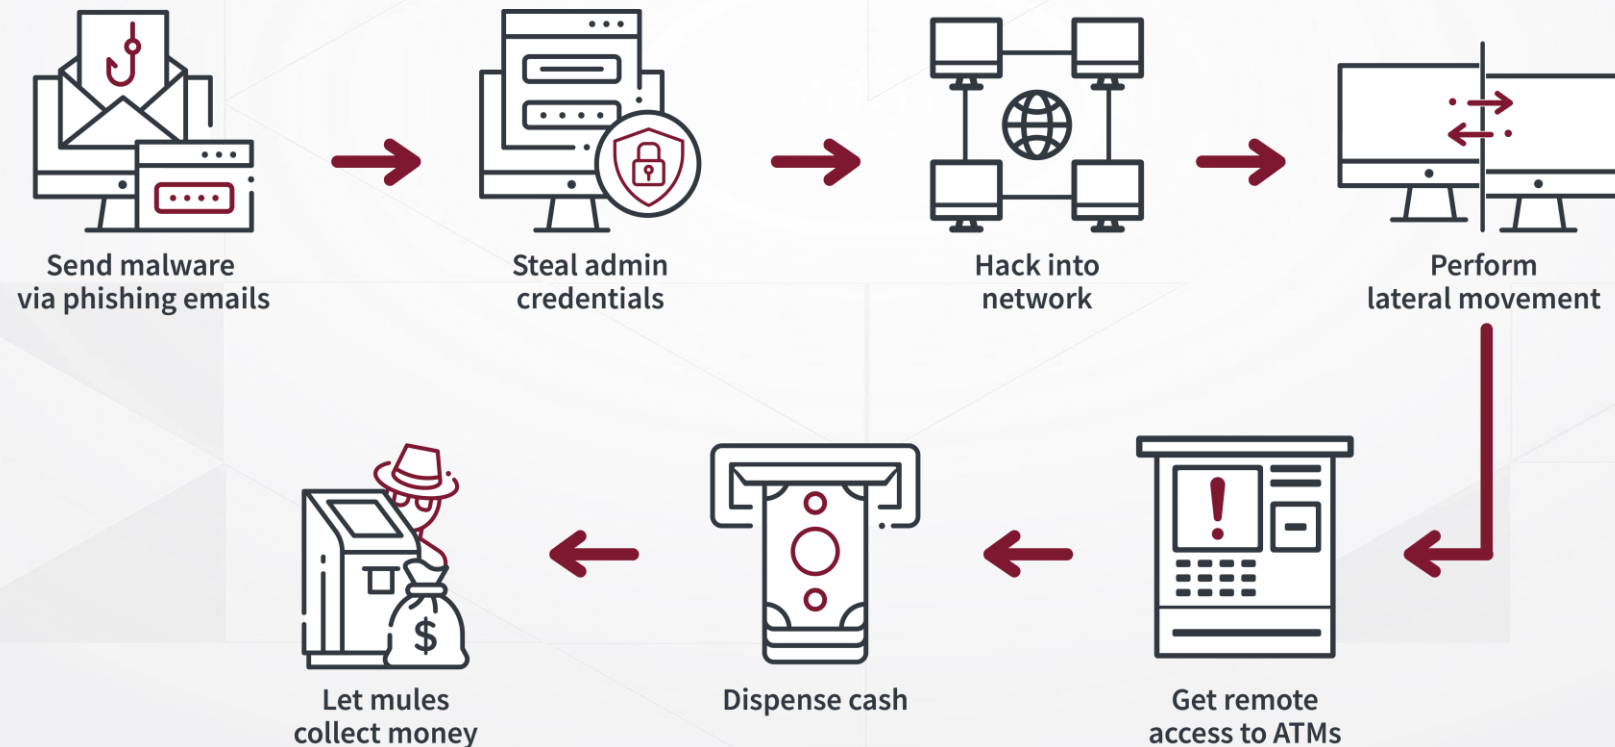 Send malware
via phishing emails
Steal admin
credentials
Hack into
network
Perform
lateral movement
Get remote
access to ATMs
Dispense cash
$
Let mules
collect money